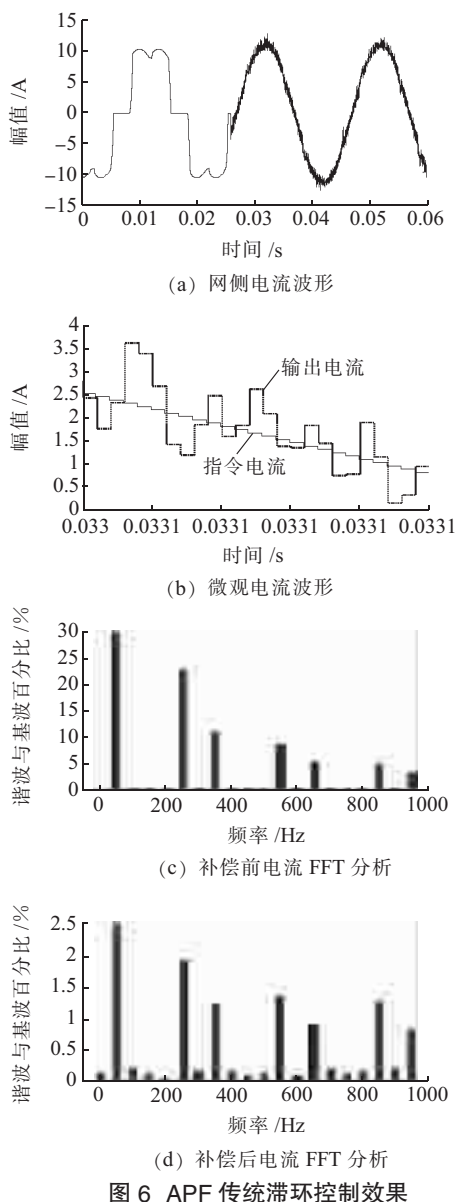 15
10
5
0
-5
-10
-15
幅值 /A
0 0.01 0.02 0.03 0.04 0.05 0.06
时间 /s
(a) 网侧电流波形
4
3.5
3
2.5
2
1.5
1
0.5
0
幅值 /A
输出电流
指令电流
0.033 0.0331 0.0331 0.0331 0.0331 0.0331
时间 /s
(b) 微观电流波形
30
25
20
15
10
5
0
谐波与基波百分比 /%
0 200 400 600 800 1000
频率 /Hz
(c) 补偿前电流 FFT 分析
2.5
2
1.5
1
0.5
0
谐波与基波百分比 /%
0 200 400 600 800 1000
频率 /Hz
(d) 补偿后电流 FFT 分析
图 6 APF 传统滞环控制效果